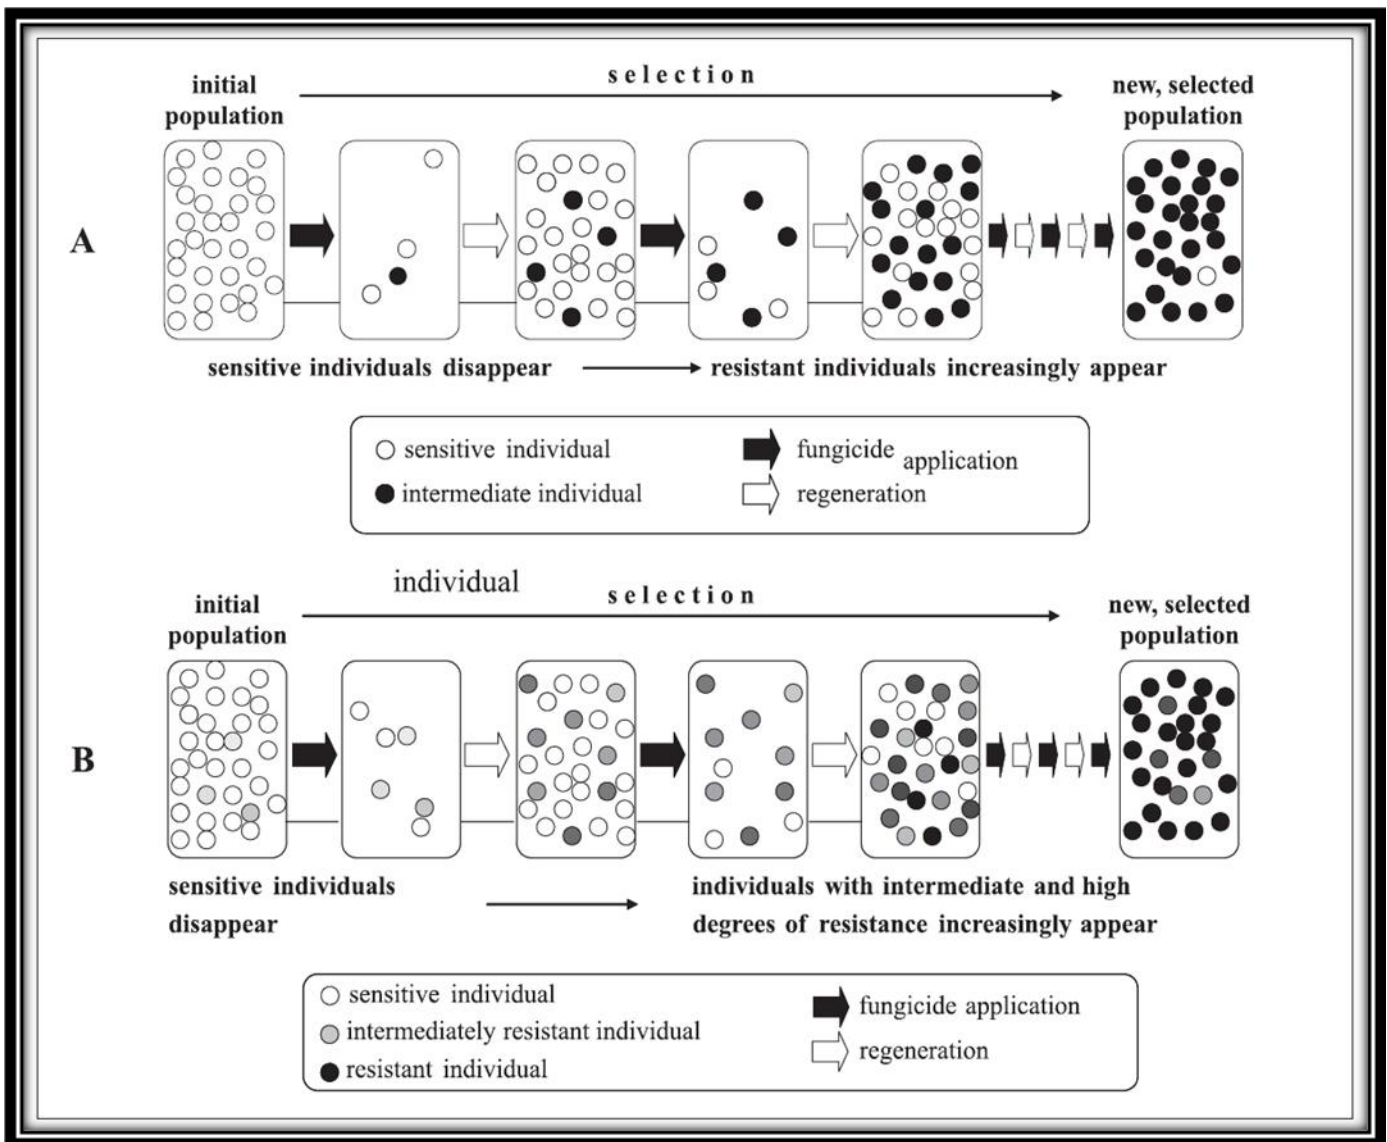 s e l e c t i o n
initial
population
new, selected
population
A
sensitive individuals disappear
resistant individuals increasingly appear
sensitive individual
intermediate individual
fungicide application
regeneration
individual
s e l e c t i o n
initial
population
new, selected
population
B
sensitive individuals
disappear
individuals with intermediate and high
degrees of resistance increasingly appear
sensitive individual
intermediately resistant individual
resistant individual
fungicide application
regeneration